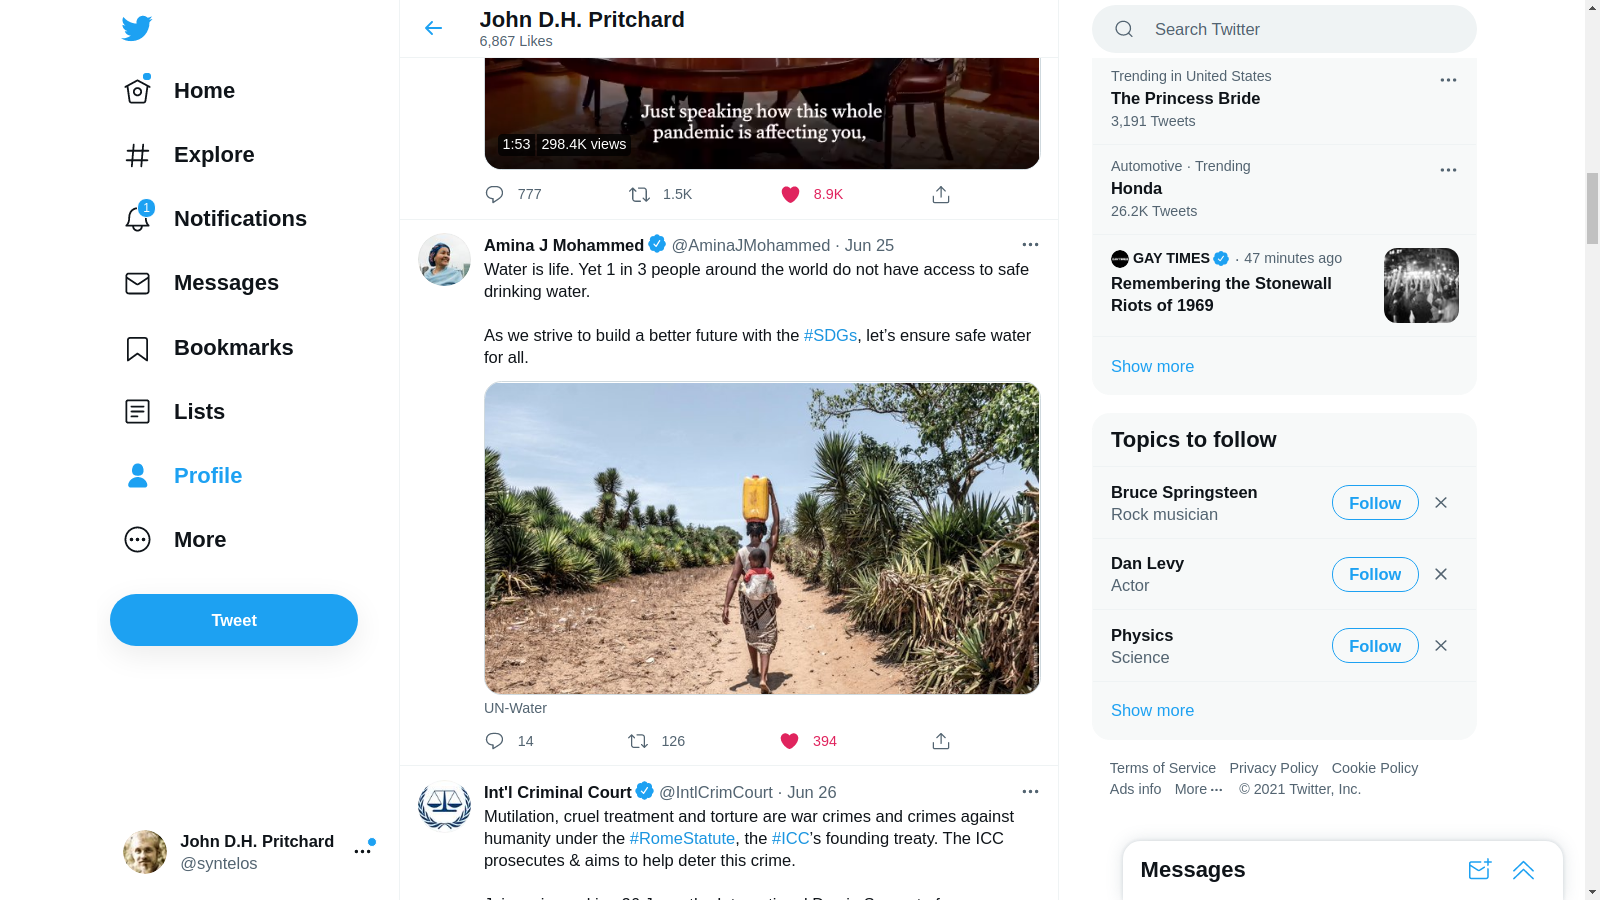 Home
Explore
1
Notifications
Messages
Bookmarks
Lists
Profile
More
Tweet
John D.H. Pritchard
@syntelos
John D.H. Pritchard
6,867 Likes
Just speaking how this whole
pandemic is affecting you,
1:53 298.4K views
777 1.5K 8.9K
Amina J Mohammed @AminaJMohammed · Jun 25
Water is life. Yet 1 in 3 people around the world do not have access to safe
drinking water.
As we strive to build a better future with the #SDGs, let’s ensure safe water
for all.
UN-Water
14 126 394
Int'l Criminal Court @IntlCrimCourt · Jun 26
Mutilation, cruel treatment and torture are war crimes and crimes against
humanity under the #RomeStatute, the #ICC’s founding treaty. The ICC
prosecutes & aims to help deter this crime.
Search Twitter
Trending in United States
The Princess Bride
3,191 Tweets
Automotive · Trending
Honda
26.2K Tweets
GAY TIMES · 47 minutes ago
Remembering the Stonewall
Riots of 1969
Show more
Topics to follow
Bruce Springsteen
Rock musician
Follow
Dan Levy
Actor
Follow
Physics
Science
Follow
Show more
Terms of Service Privacy Policy Cookie Policy
Ads info More © 2021 Twitter, Inc.
Messages